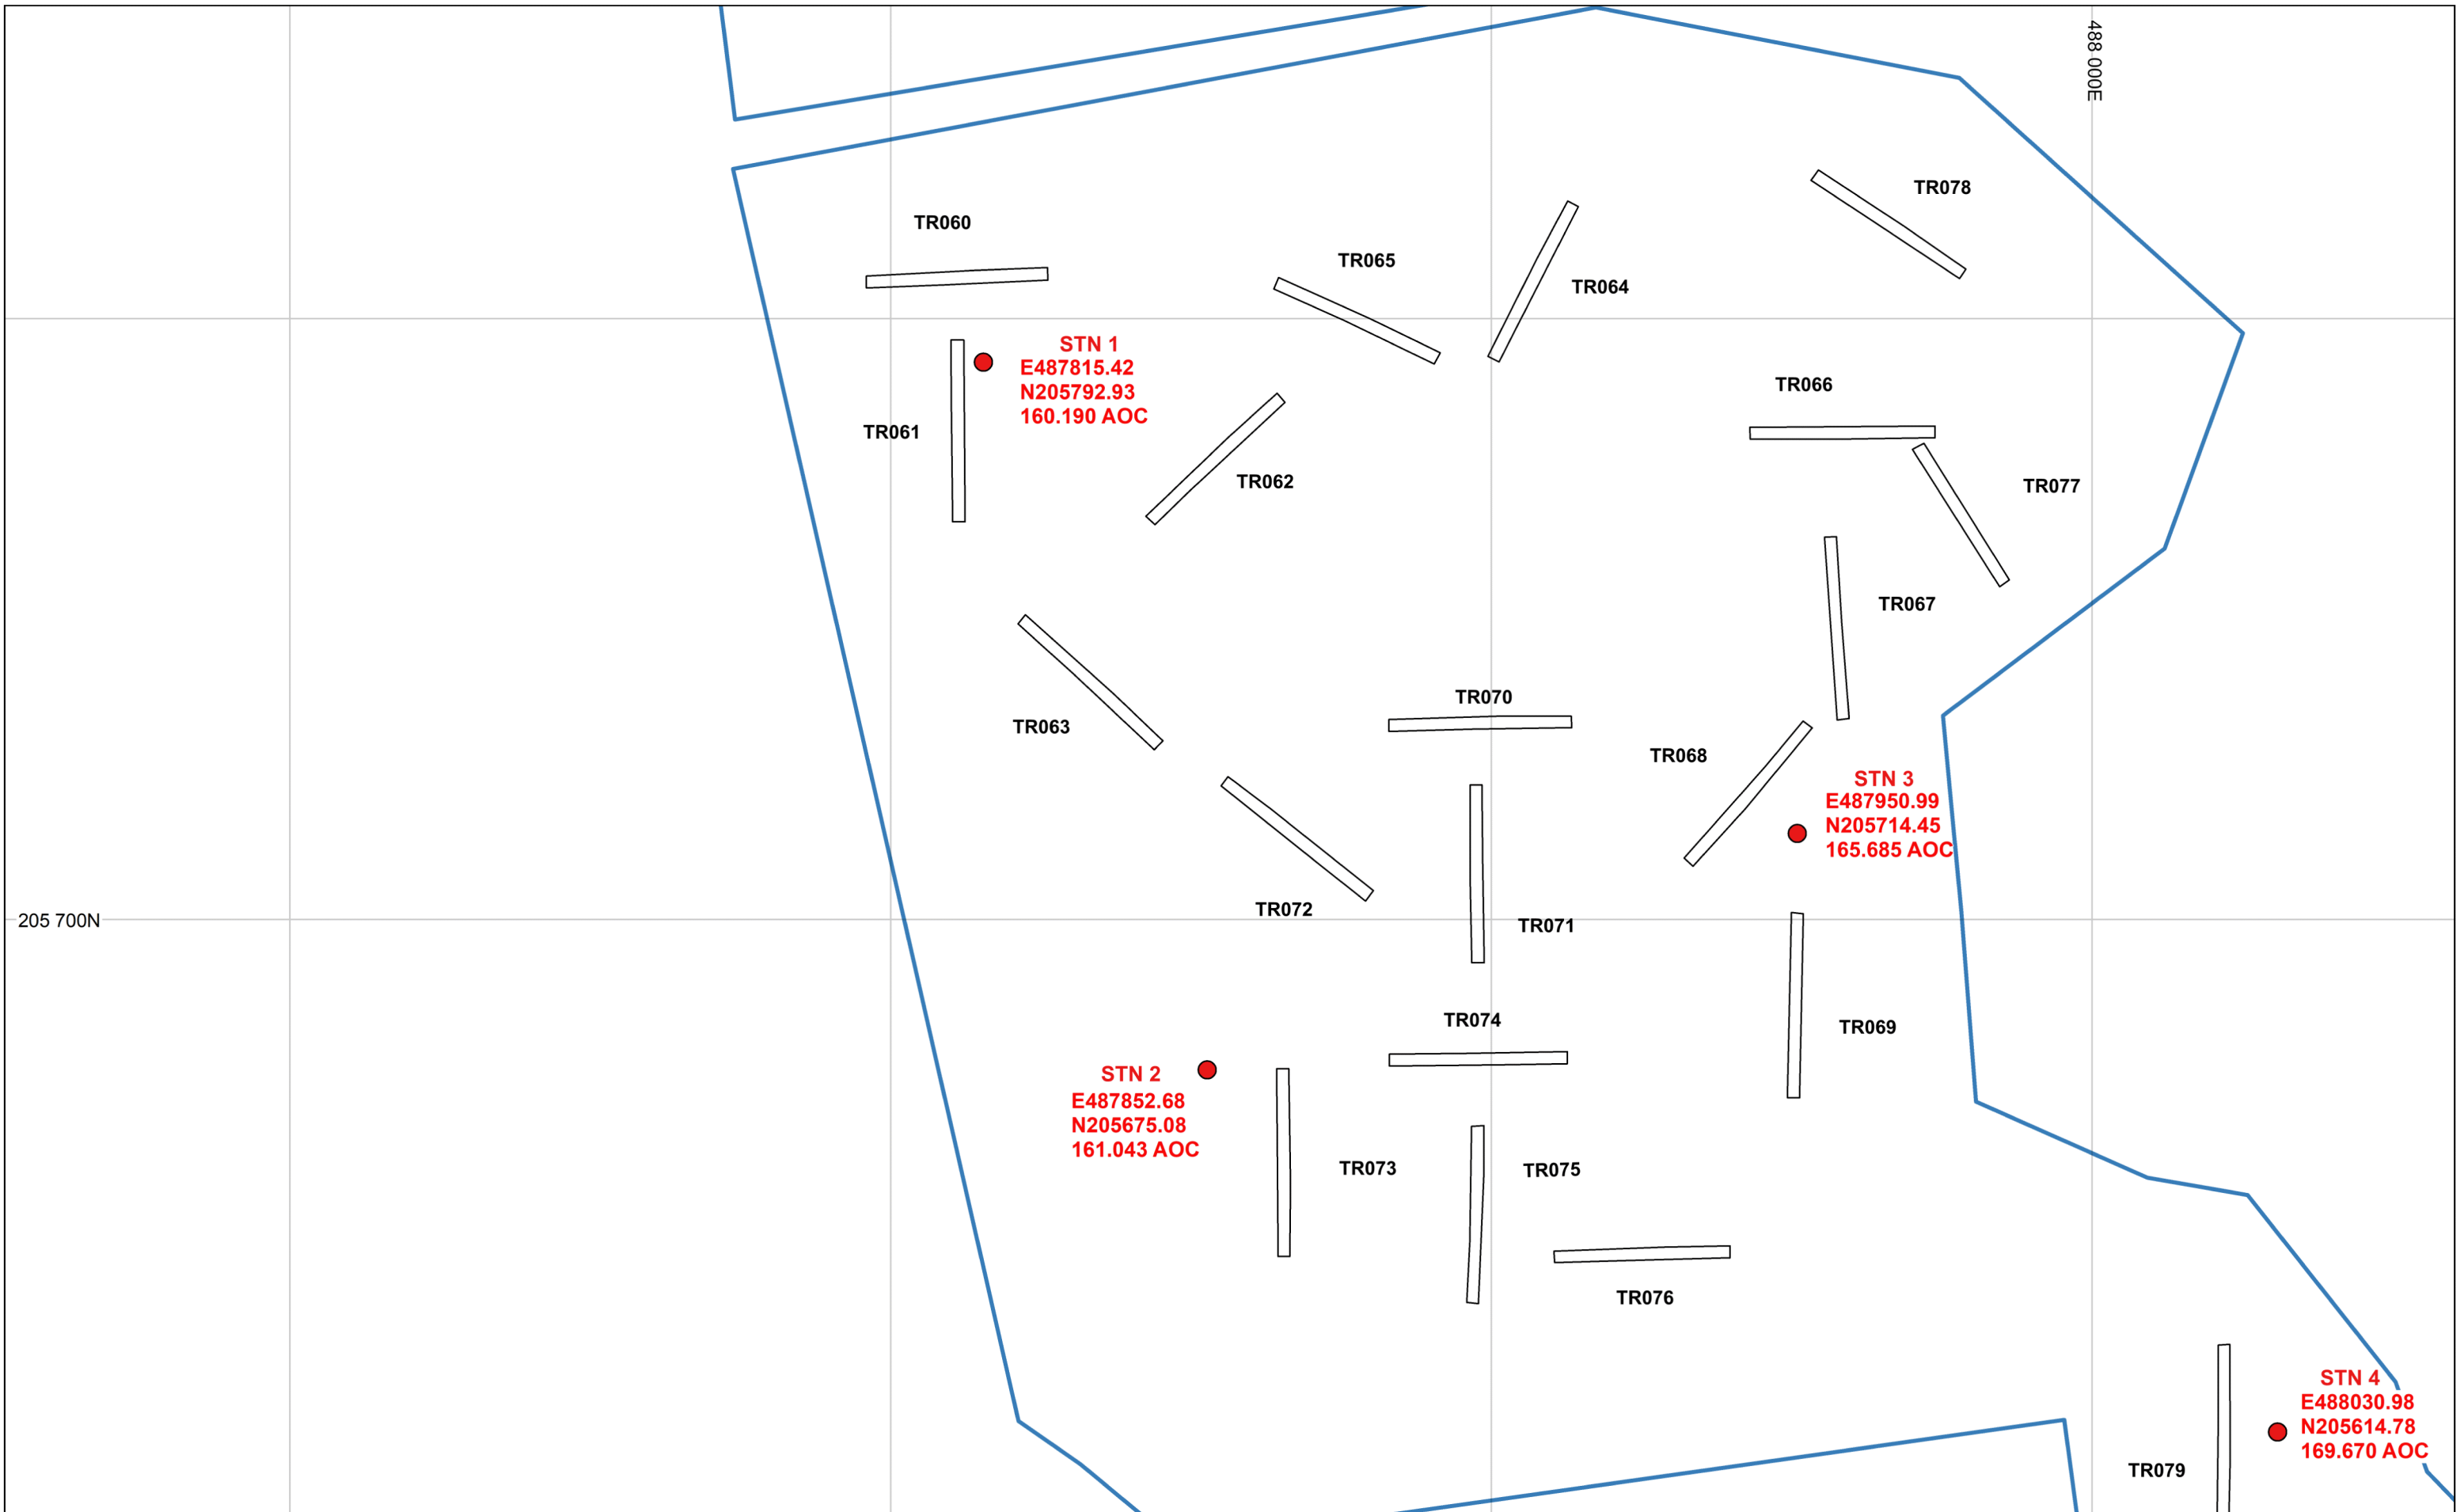 488 000E
TR078
TR060
TR065
TR064
STN 1
E487815.42
N205792.93
160.190 AOC
TR066
TR061
TR062
TR077
TR067
TR070
TR063
TR068
STN 3
E487950.99
N205714.45
165.685 AOC
TR072
205 700N
TR071
TR074
TR069
STN 2
E487852.68
N205675.08
161.043 AOC
TR073
TR075
TR076
STN 4
E488030.98
N205614.78
169.670 AOC
TR079